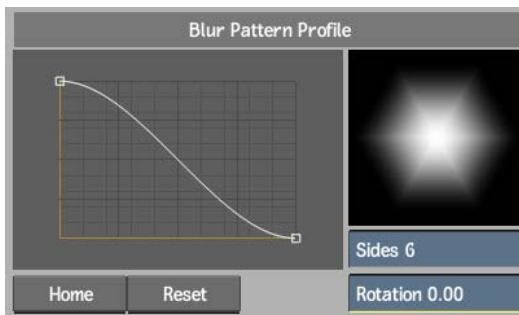 Blur Pattern Profile
Sides 6
Home Reset Rotation 0.00